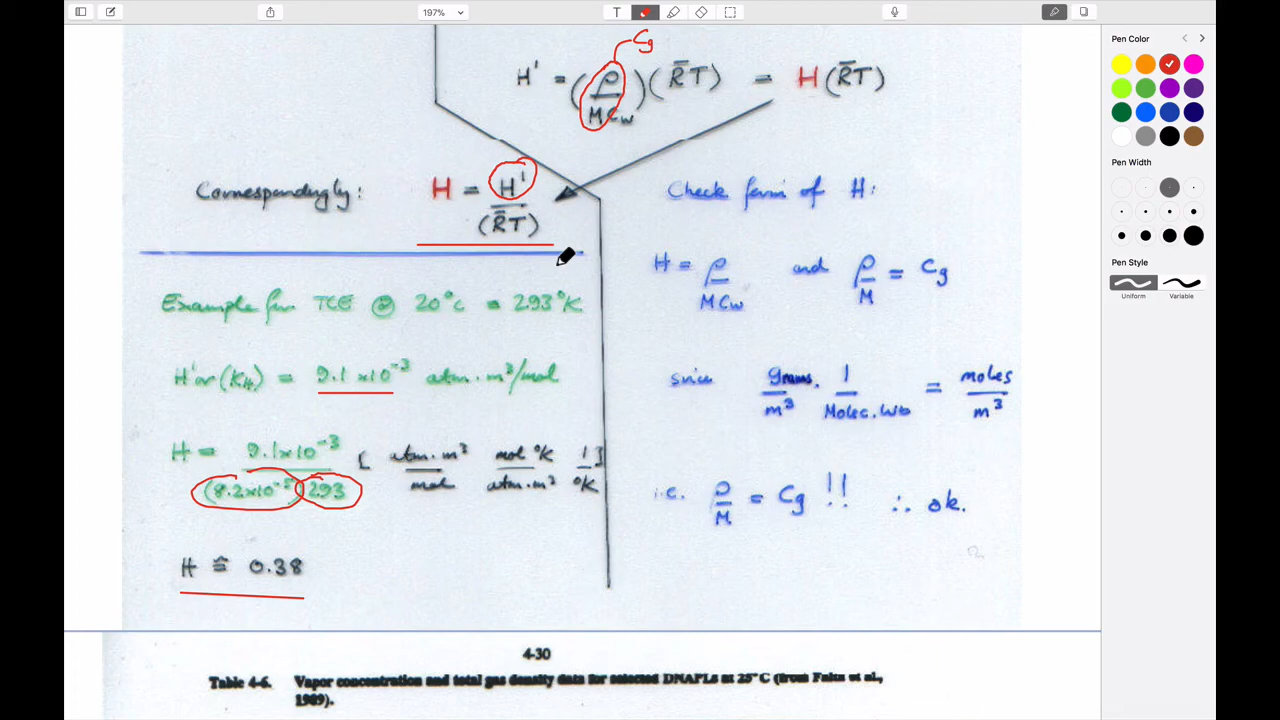 197%
T
Pen Color
Pen Width
Pen Style
Uniform
Variable
Cg
H' = (ρ/MCw)(R̄T) = H(R̄T)
Correspondingly: H = H'/(R̄T)
Example for TCE @ 20°C = 293°K
H' or (KH) = 9.1 x10⁻³ atm. m³/mol
H = 9.1x10⁻³/(8.2x10⁻⁵)293 [atm. m³/mol mol °K/atm.m³ 1/°K]
H ≙ 0.38
Check form of H:
H = ρ/MCw and ρ/M = Cg
since grams/m³ . 1/Molec. Wt = moles/m³
i.e. ρ/M = Cg !! ∴ ok.
4-30
Table 4-6. Vapor concentration and total gas density data for selected DNAPLs at 25° C (from Falta et al.,
1989).